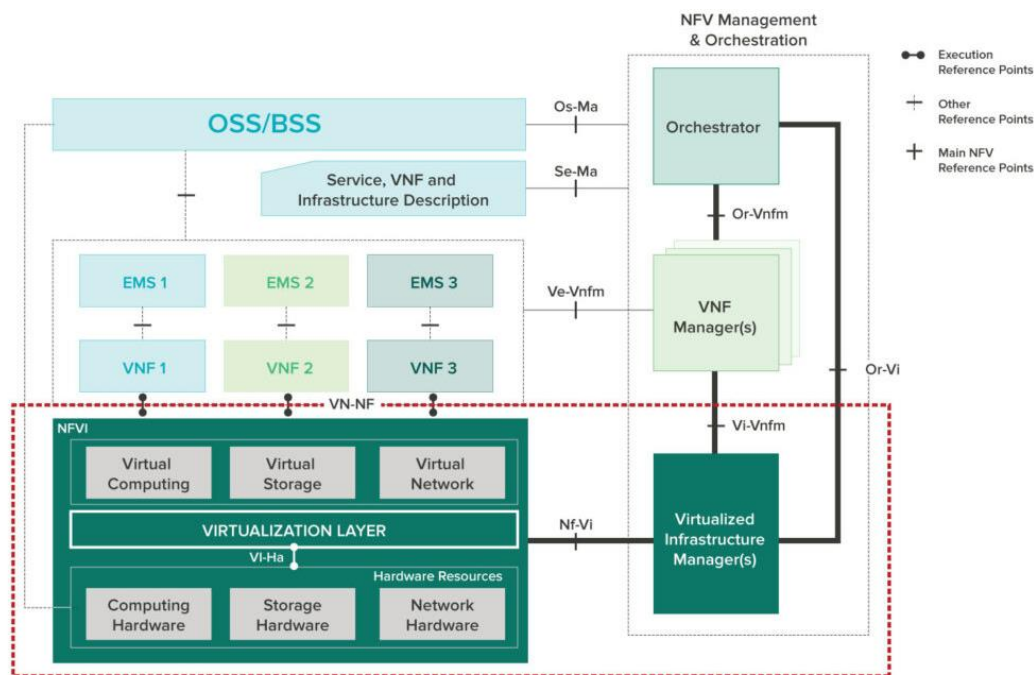 NFV Management
& Orchestration
Execution
Reference Points
Other
Reference Points
Main NFV
Reference Points
OSS/BSS
Os-Ma
Orchestrator
Service, VNF and
Infrastructure Description
Se-Ma
Or-Vnfm
EMS 1
EMS 2
EMS 3
Ve-Vnfm
VNF
Manager(s)
VNF 1
VNF 2
VNF 3
Or-Vi
VN-NF
Vi-Vnfm
NFVI
Virtual
Computing
Virtual
Storage
Virtual
Network
VIRTUALIZATION LAYER
Nf-Vi
Virtualized
Infrastructure
Manager(s)
VI-Ha
Hardware Resources
Computing
Hardware
Storage
Hardware
Network
Hardware